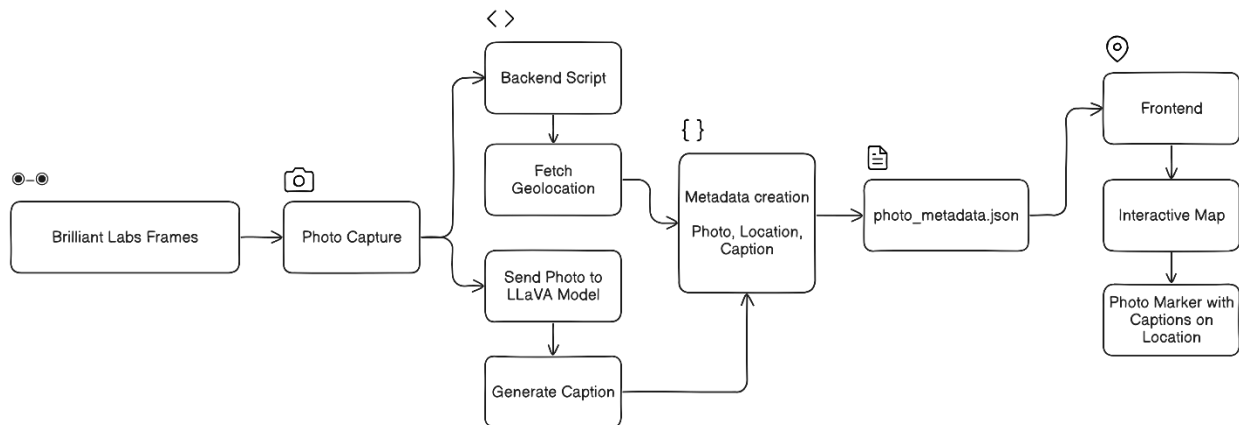 Brilliant Labs Frames
Photo Capture
Backend Script
Fetch
Geolocation
Send Photo to
LLaVA Model
Generate Caption
Metadata creation
Photo, Location,
Caption
photo_metadata.json
Frontend
Interactive Map
Photo Marker with
Captions on
Location